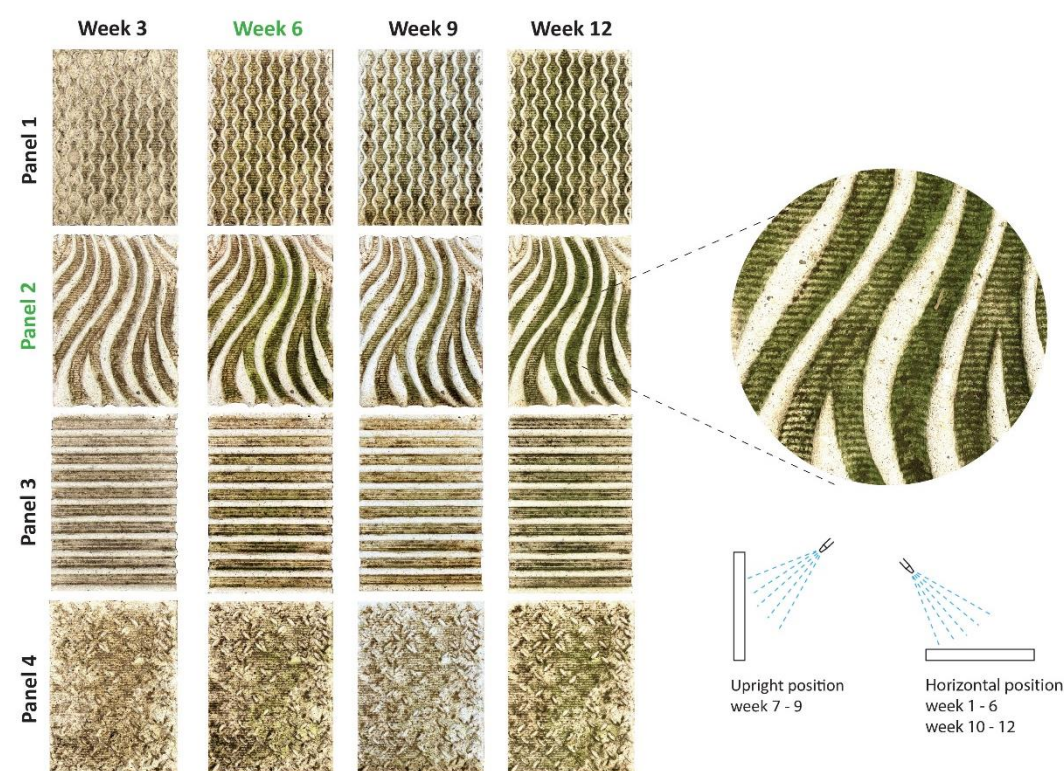 Week 3
Week 6
Week 9
Week 12
Panel 1
Panel 2
Panel 3
Panel 4
Upright position
week 7 - 9
Horizontal position
week 1 - 6
week 10 - 12